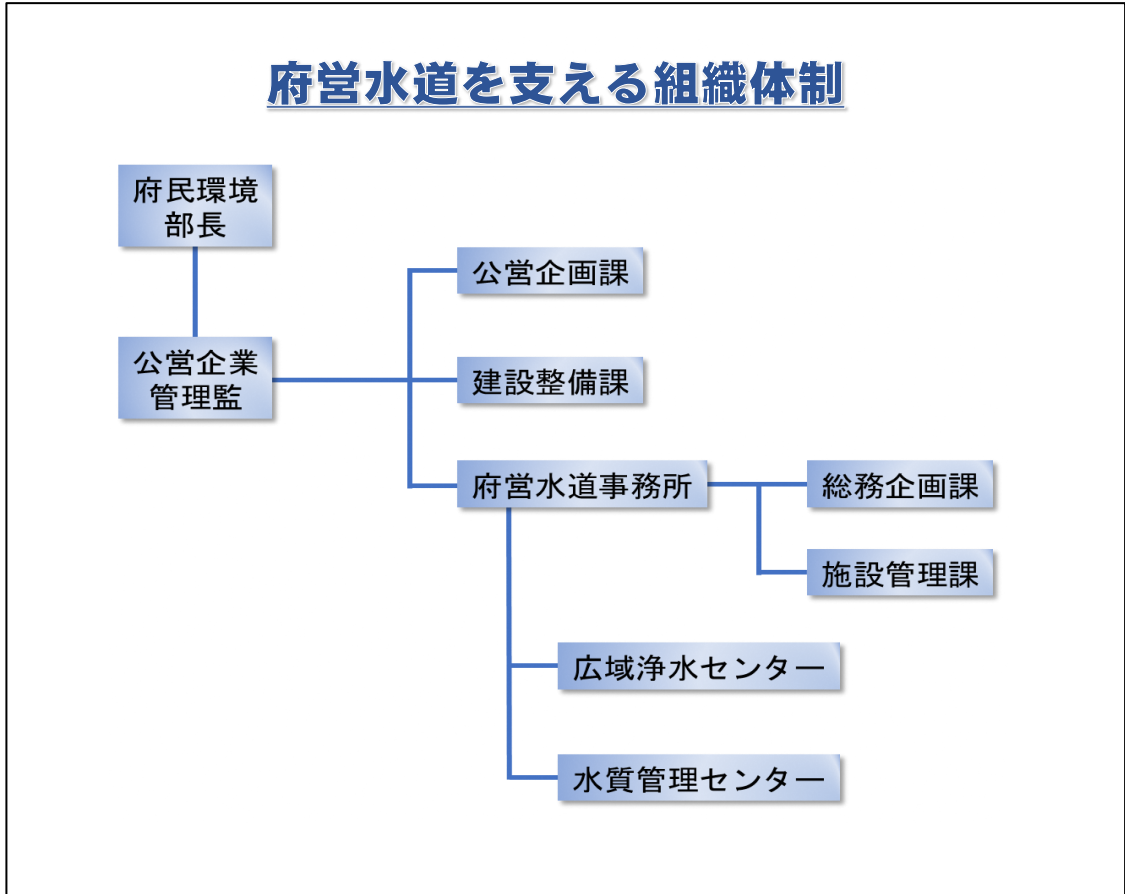 府営水道を支える組織体制
府民環境
部長
公営企業
管理監
公営企画課
建設整備課
府営水道事務所
総務企画課
施設管理課
広域浄水センター
水質管理センター